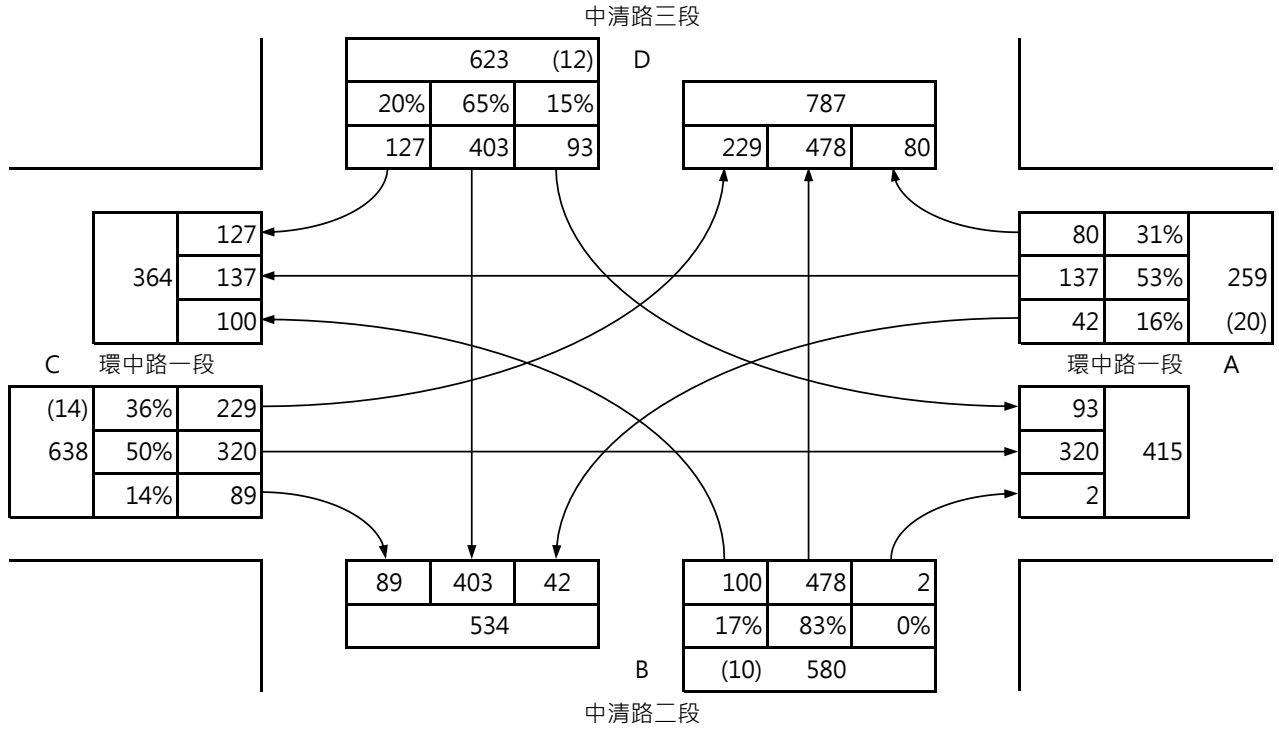 中清路三段
623 (12) D
20% 65% 15% 787
127 403 93 229 478 80
127 80 31%
364 137 137 53% 259
100 42 16% (20)
C 環中路一段 環中路一段 A
(14) 36% 229 93
638 50% 320 320 415
14% 89 2
89 403 42 100 478 2
534 17% 83% 0%
B (10) 580
中清路二段